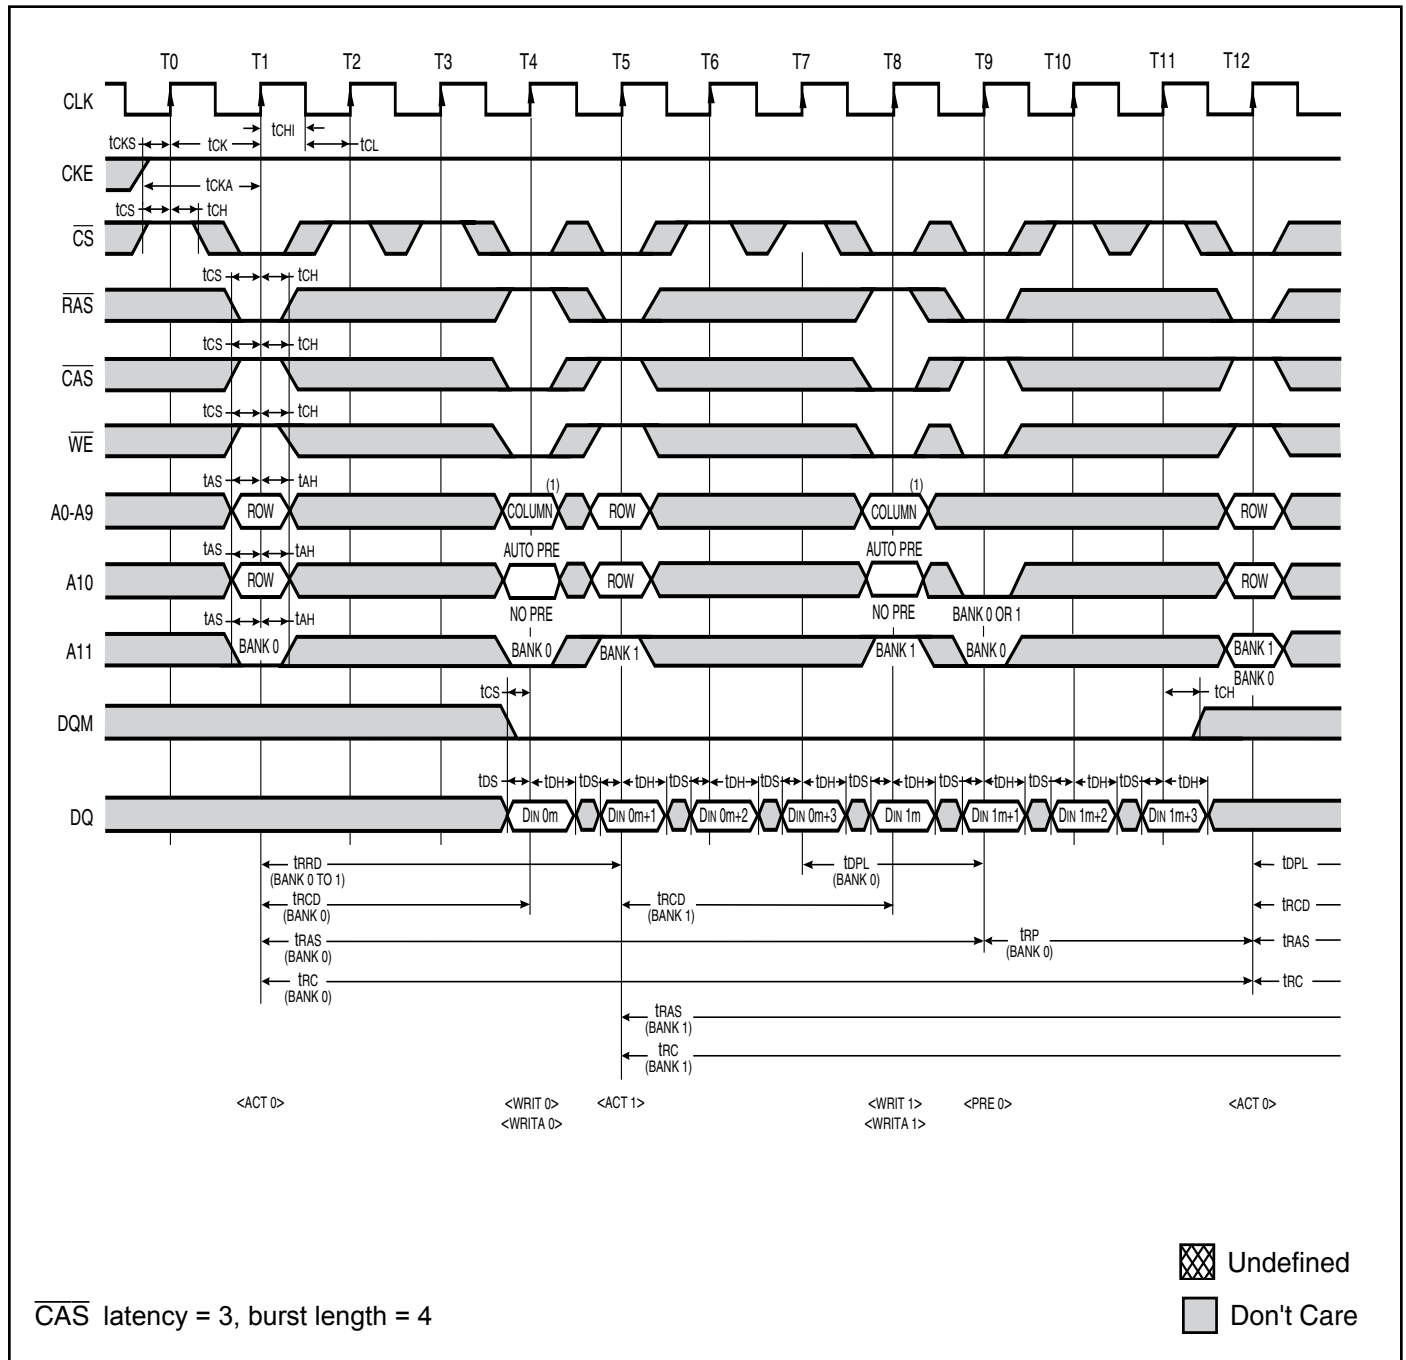 T0 T1 T2 T3 T4 T5 T6 T7 T8 T9 T10 T11 T12
CLK
tCHI
tCKS tCK tCL
CKE
tCKA
tCS tCH
CS
tCS tCH
RAS
tCS tCH
CAS
tCS tCH
WE
tAS tAH (1) (1)
A0-A9 ROW COLUMN ROW COLUMN ROW
tAS tAH AUTO PRE AUTO PRE
A10 ROW ROW ROW
NO PRE NO PRE BANK 0 OR 1
tAS tAH
A11 BANK 0 BANK 0 BANK 1 BANK 1 BANK 0 BANK 1
BANK 0
tCS tCH
DQM
tDS tDH tDS tDH tDS tDH tDS tDH tDS tDH tDS tDH tDS tDH tDS tDH
DQ DIN 0m DIN 0m+1 DIN 0m+2 DIN 0m+3 DIN 1m DIN 1m+1 DIN 1m+2 DIN 1m+3
tRRD tDPL tDPL
(BANK 0 TO 1) (BANK 0)
tRCD tRCD tRCD
(BANK 0) (BANK 1)
tRAS tRP tRAS
(BANK 0) (BANK 0)
tRC tRC
(BANK 0)
tRAS
(BANK 1)
tRC
(BANK 1)
<ACT 0> <WRIT 0> <ACT 1> <WRIT 1> <PRE 0> <ACT 0>
<WRITA 0> <WRITA 1>
Undefined
CAS latency = 3, burst length = 4 Don't Care